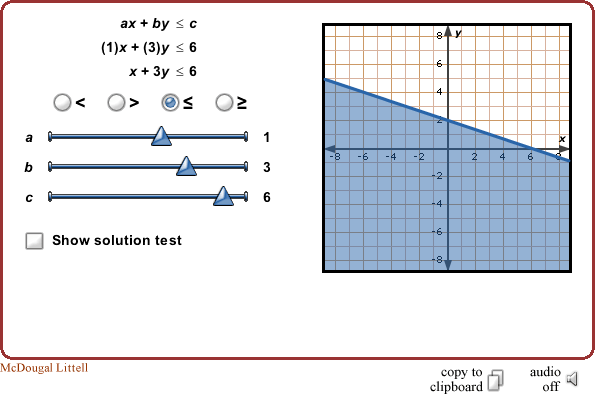 ax + by ≤ c
(1)x + (3)y ≤ 6
x + 3y ≤ 6
< > ≤ ≥
a 1
b 3
c 6
Show solution test
y
8
6
4
2
x
-8 -6 -4 -2 2 4 6 8
-2
-4
-6
-8
McDougal Littell
copy to
clipboard
audio
off